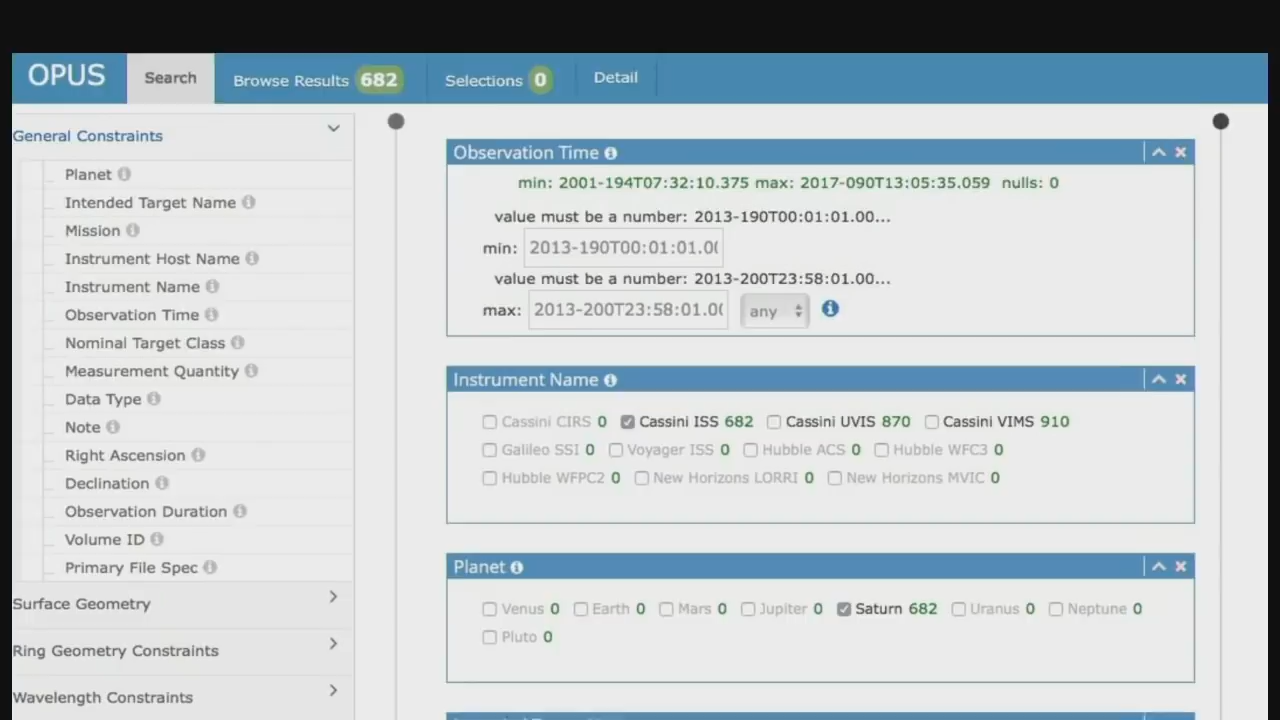 OPUS Search Browse Results 682 Selections 0 Detail
General Constraints
Planet
Intended Target Name
Mission
Instrument Host Name
Instrument Name
Observation Time
Nominal Target Class
Measurement Quantity
Data Type
Note
Right Ascension
Declination
Observation Duration
Volume ID
Primary File Spec
Surface Geometry
Ring Geometry Constraints
Wavelength Constraints
Observation Time
min: 2001-194T07:32:10.375 max: 2017-090T13:05:35.059 nulls: 0
value must be a number: 2013-190T00:01:01.00...
min: 2013-190T00:01:01.00
value must be a number: 2013-200T23:58:01.00...
max: 2013-200T23:58:01.00 any
Instrument Name
Cassini CIRS 0 Cassini ISS 682 Cassini UVIS 870 Cassini VIMS 910
Galileo SSI 0 Voyager ISS 0 Hubble ACS 0 Hubble WFC3 0
Hubble WFPC2 0 New Horizons LORRI 0 New Horizons MVIC 0
Planet
Venus 0 Earth 0 Mars 0 Jupiter 0 Saturn 682 Uranus 0 Neptune 0
Pluto 0